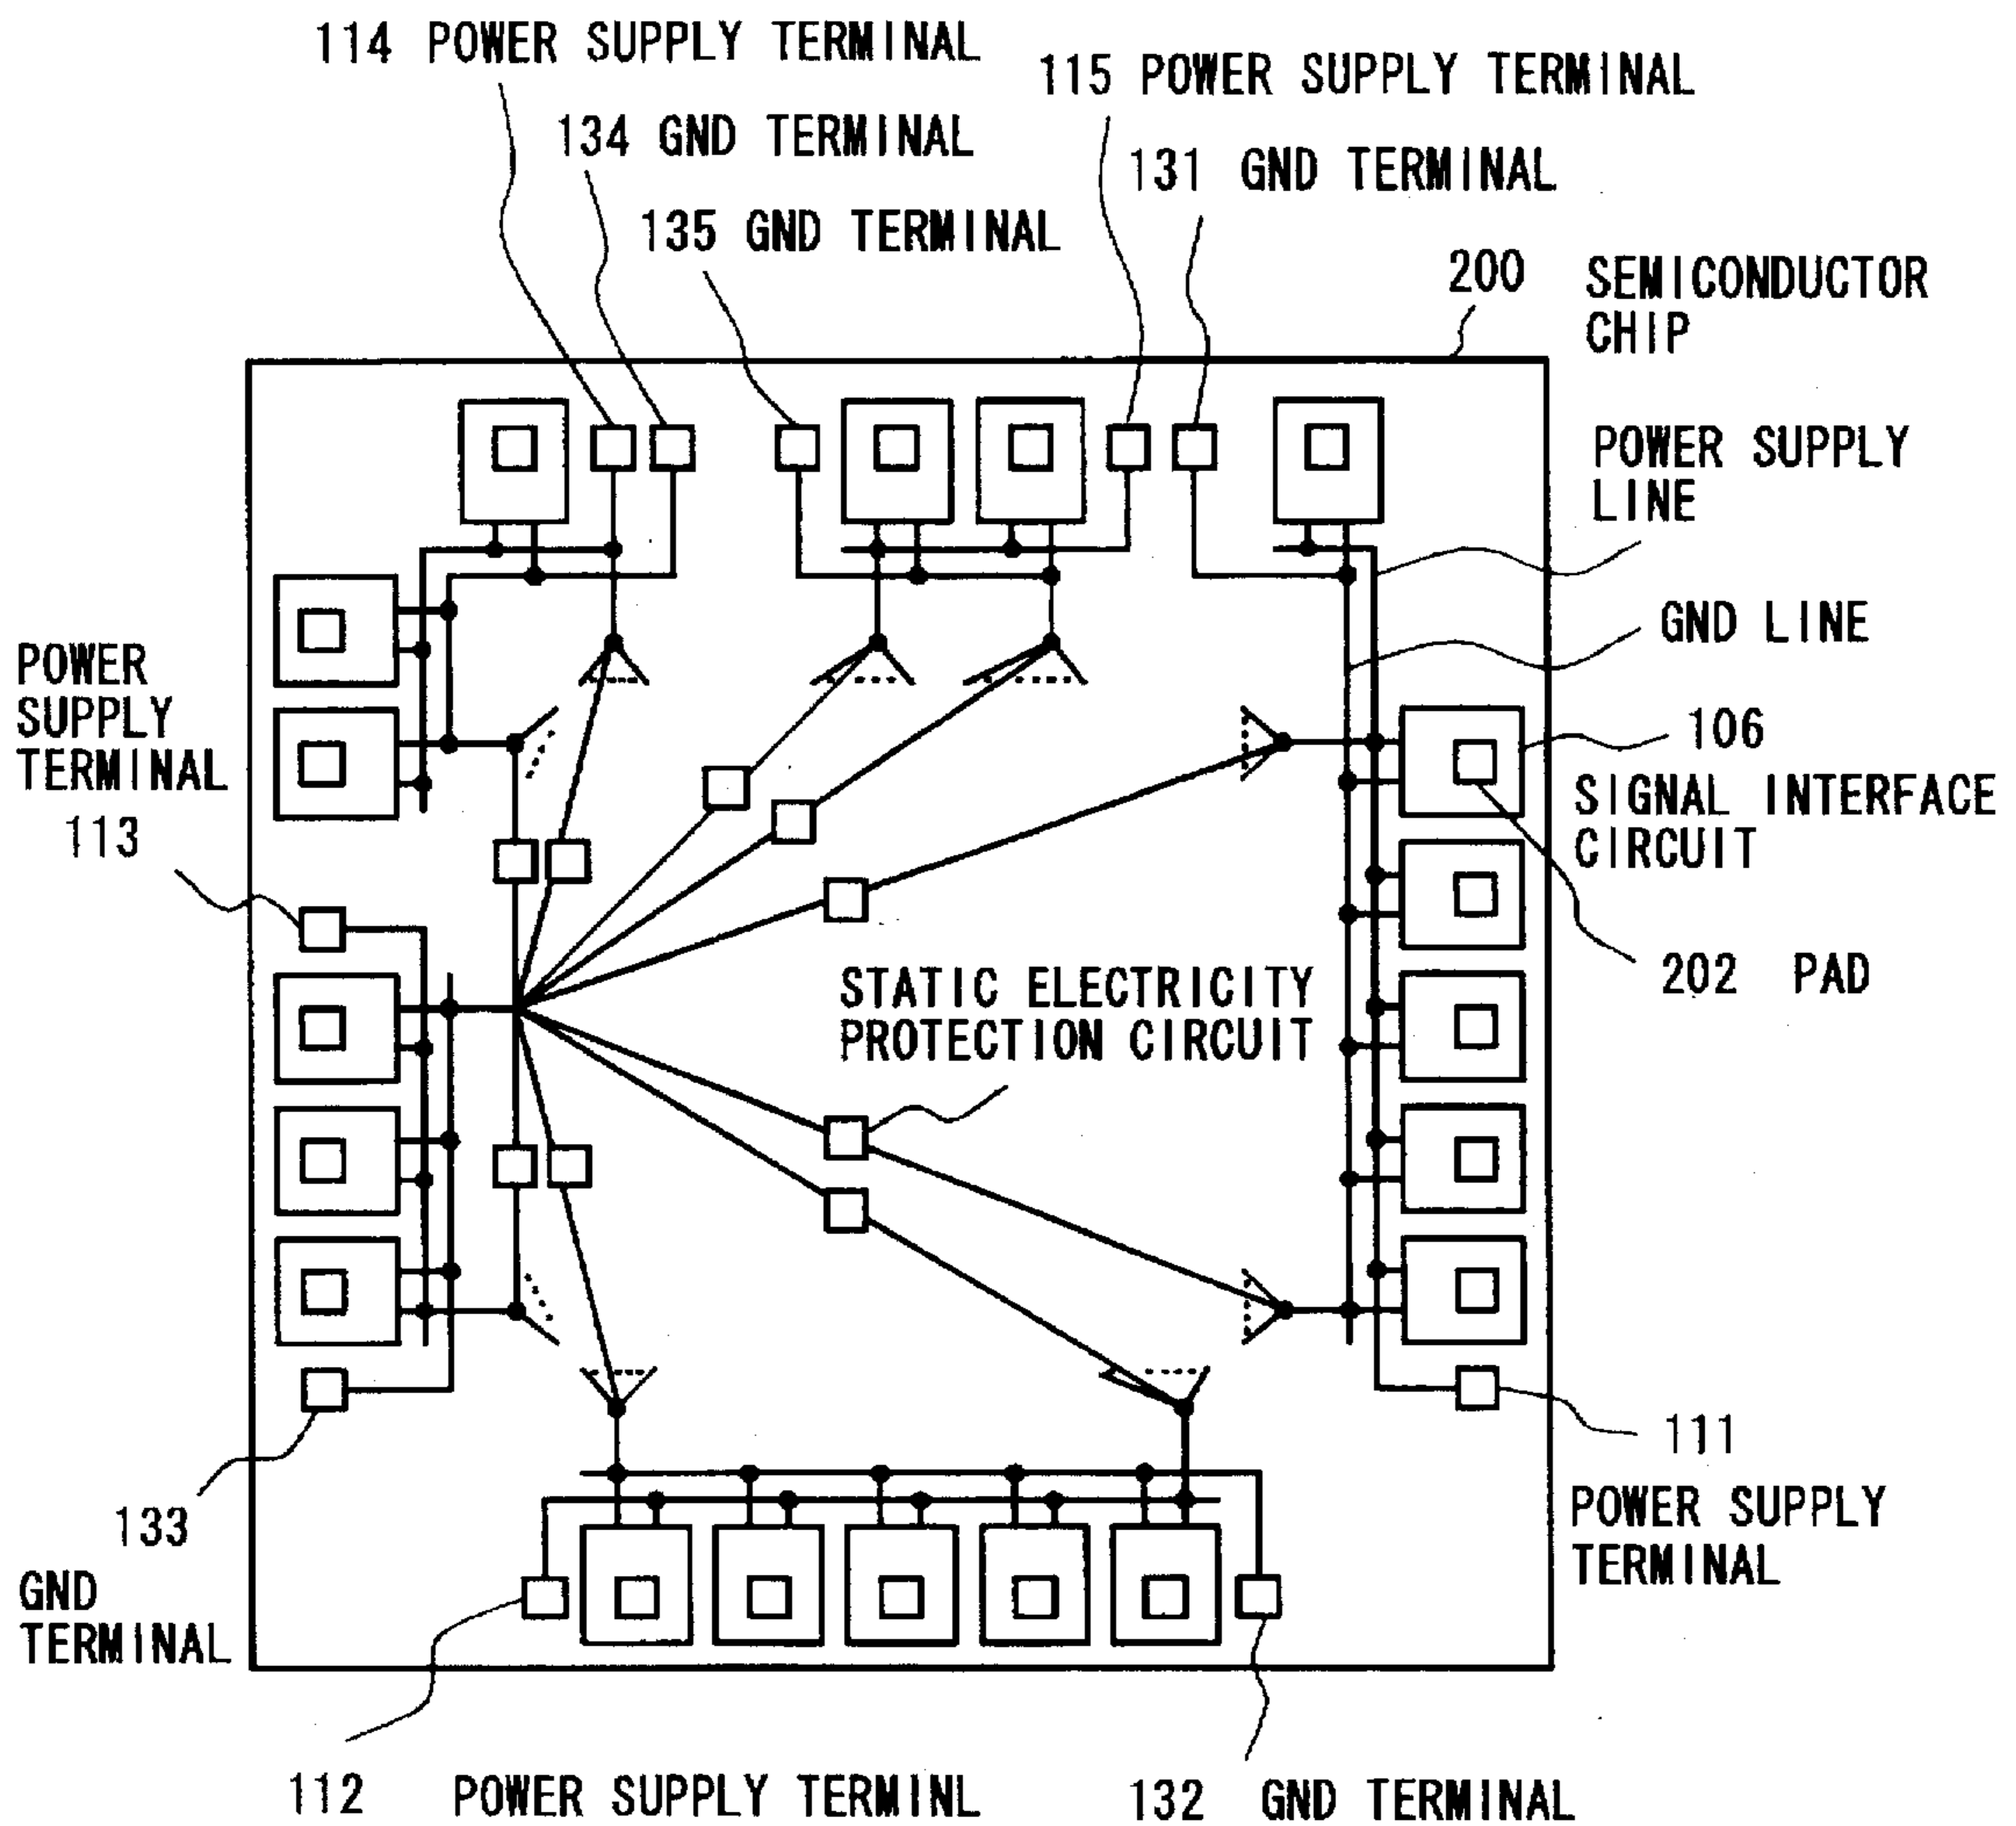 114 POWER SUPPLY TERMINAL
115 POWER SUPPLY TERMINAL
134 GND TERMINAL
131 GND TERMINAL
135 GND TERMINAL
200 SEMICONDUCTOR
CHIP
POWER SUPPLY
LINE
GND LINE
POWER
SUPPLY
TERMINAL
113
106
SIGNAL INTERFACE
CIRCUIT
202 PAD
STATIC ELECTRICITY
PROTECTION CIRCUIT
111
POWER SUPPLY
TERMINAL
133
GND
TERMINAL
112 POWER SUPPLY TERMINL
132 GND TERMINAL